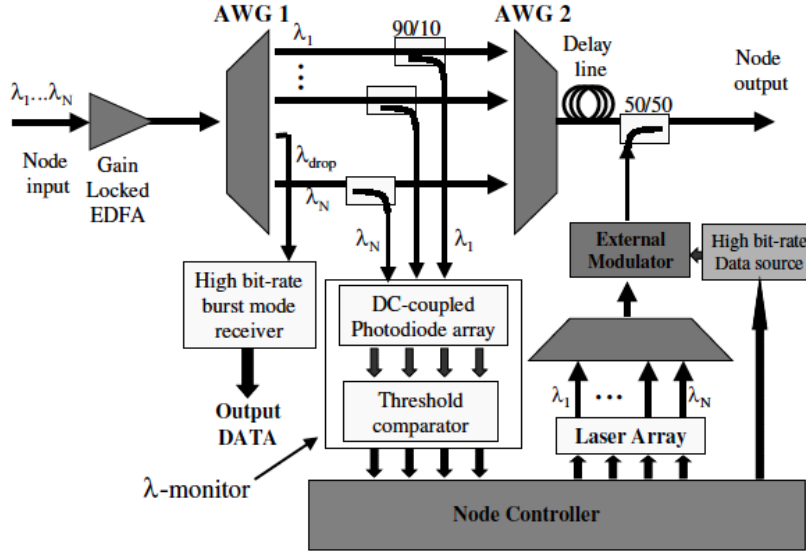 AWG 1
90/10
AWG 2
λ1
Delay
line
Node
output
λ1...λN
50/50
Node
input
Gain
Locked
EDFA
λdrop
λN
λN
λ1
External
Modulator
High bit-rate
Data source
High bit-rate
burst mode
receiver
DC-coupled
Photodiode array
Output
DATA
Threshold
comparator
λ1
...
λN
Laser Array
λ-monitor
Node Controller